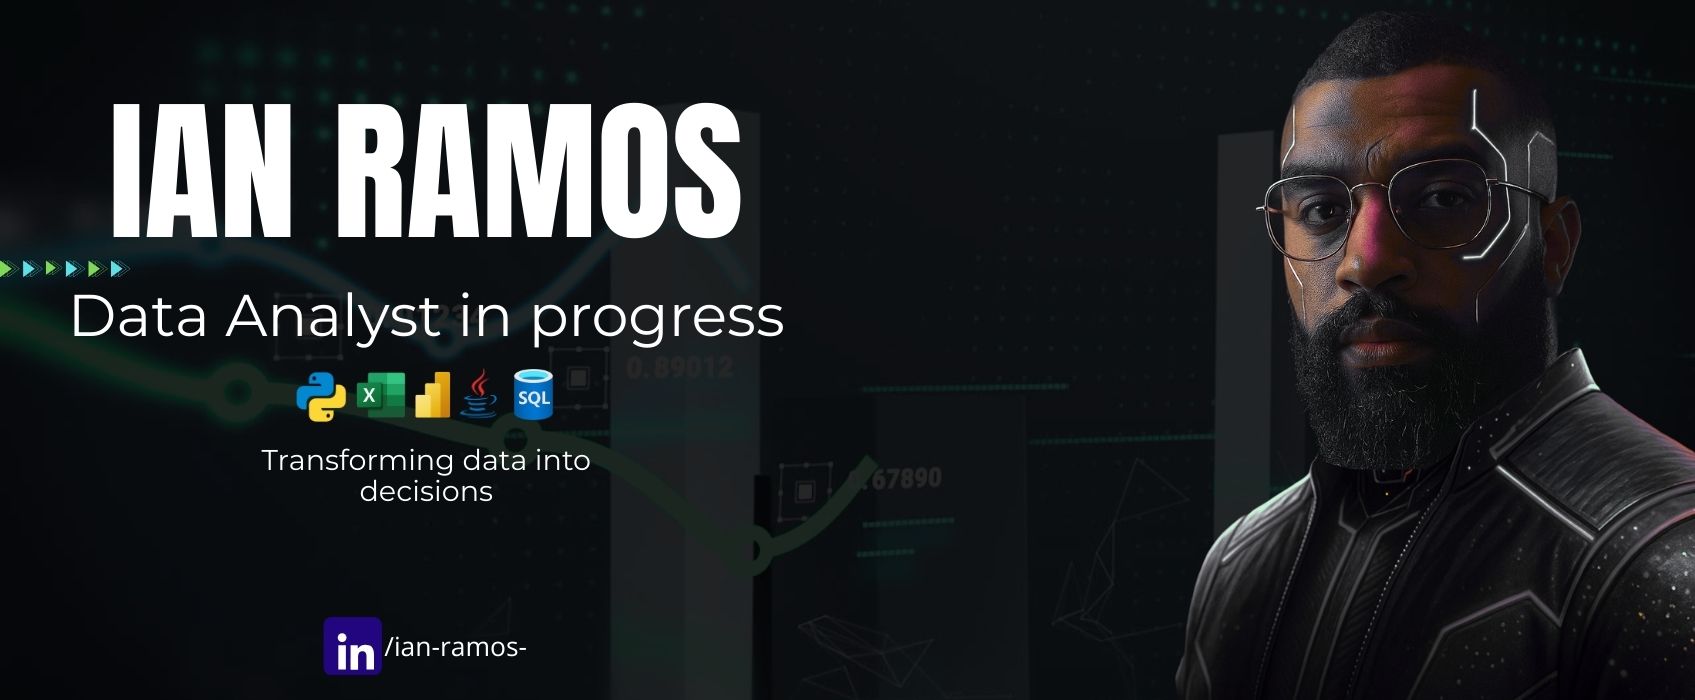 IAN RAMOS
Data Analyst in progress
0.89012
X
SQL
Transforming data into
decisions
67890
in
/ian-ramos-